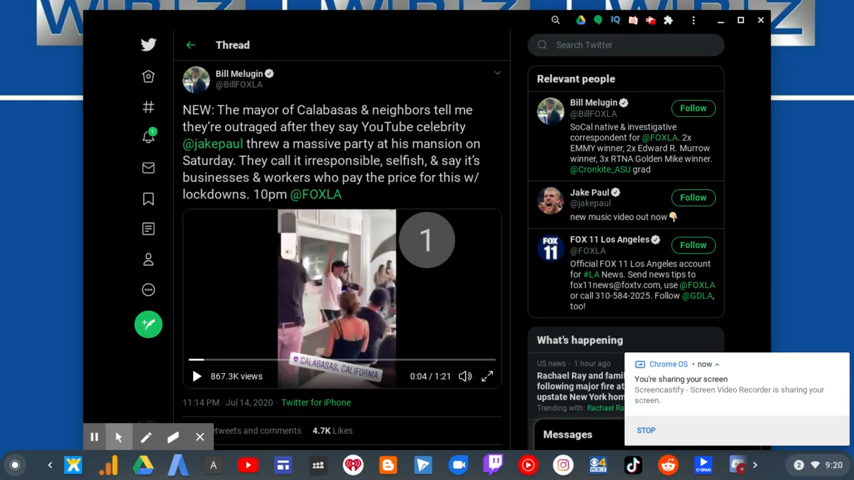 WBZ
Thread
Search Twitter
Bill Melugin
@BillFOXLA
NEW: The mayor of Calabasas & neighbors tell me
they're outraged after they say YouTube celebrity
@jakepaul threw a massive party at his mansion on
Saturday. They call it irresponsible, selfish, & say it's
businesses & workers who pay the price for this w/
lockdowns. 10pm @FOXLA
1
CALABASAS, CALIFORNIA
867.3K views
0:04 / 1:21
11:14 PM · Jul 14, 2020 · Twitter for iPhone
etweets and comments 4.7K Likes
Relevant people
Bill Melugin
@BillFOXLA
Follow
SoCal native & investigative
correspondent for @FOXLA. 2x
EMMY winner, 2x Edward R. Murrow
winner, 3x RTNA Golden Mike winner.
@Cronkite_ASU grad
Jake Paul
@jakepaul
Follow
new music video out now
FOX 11 Los Angeles
@FOXLA
Follow
Official FOX 11 Los Angeles account
for #LA News. Send news tips to
fox11news@foxtv.com, use @FOXLA
or call 310-584-2025. Follow @GDLA,
too!
What's happening
US news · 1 hour ago
Rachael Ray and fami
following major fire at
upstate New York hom
Trending with: Rachael Ra
Messages
Chrome OS • now
You're sharing your screen
Screencastify - Screen Video Recorder is sharing your
screen.
STOP
2
9:20